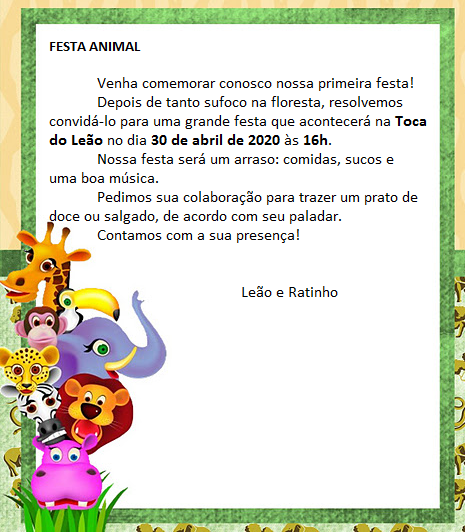 FESTA ANIMAL
Venha comemorar conosco nossa primeira festa!
Depois de tanto sufoco na floresta, resolvemos
convidá-lo para uma grande festa que acontecerá na Toca
do Leão no dia 30 de abril de 2020 às 16h.
Nossa festa será um arraso: comidas, sucos e
uma boa música.
Pedimos sua colaboração para trazer um prato de
doce ou salgado, de acordo com seu paladar.
Contamos com a sua presença!
Leão e Ratinho